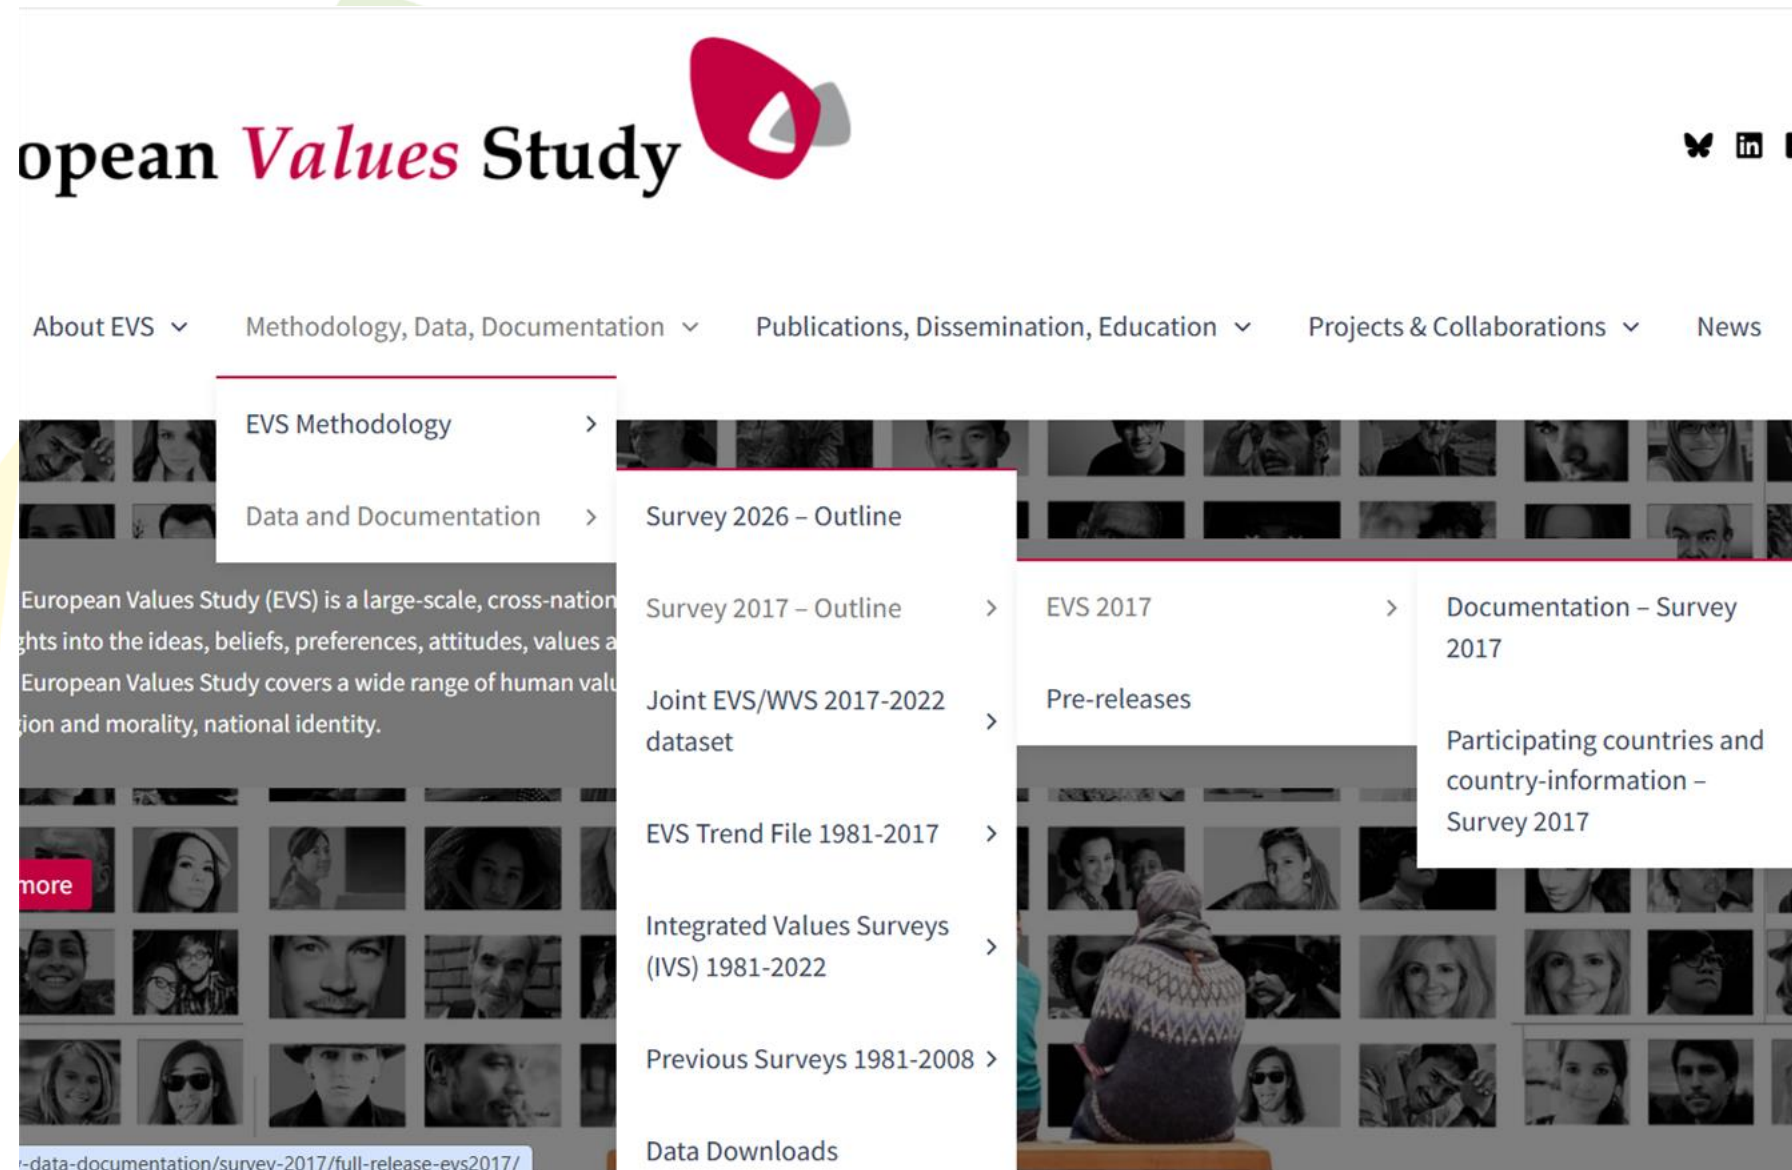 opean Values Study
About EVS
Methodology, Data, Documentation
Publications, Dissemination, Education
Projects & Collaborations
News
EVS Methodology
Data and Documentation
Survey 2026 – Outline
Survey 2017 – Outline
Joint EVS/WVS 2017-2022
dataset
EVS Trend File 1981-2017
Integrated Values Surveys
(IVS) 1981-2022
Previous Surveys 1981-2008
Data Downloads
EVS 2017
Pre-releases
Documentation – Survey
2017
Participating countries and
country-information –
Survey 2017
European Values Study (EVS) is a large-scale, cross-nation
ghts into the ideas, beliefs, preferences, attitudes, values a
European Values Study covers a wide range of human valu
ion and morality, national identity.
more
-data-documentation/survey-2017/full-release-evs2017/